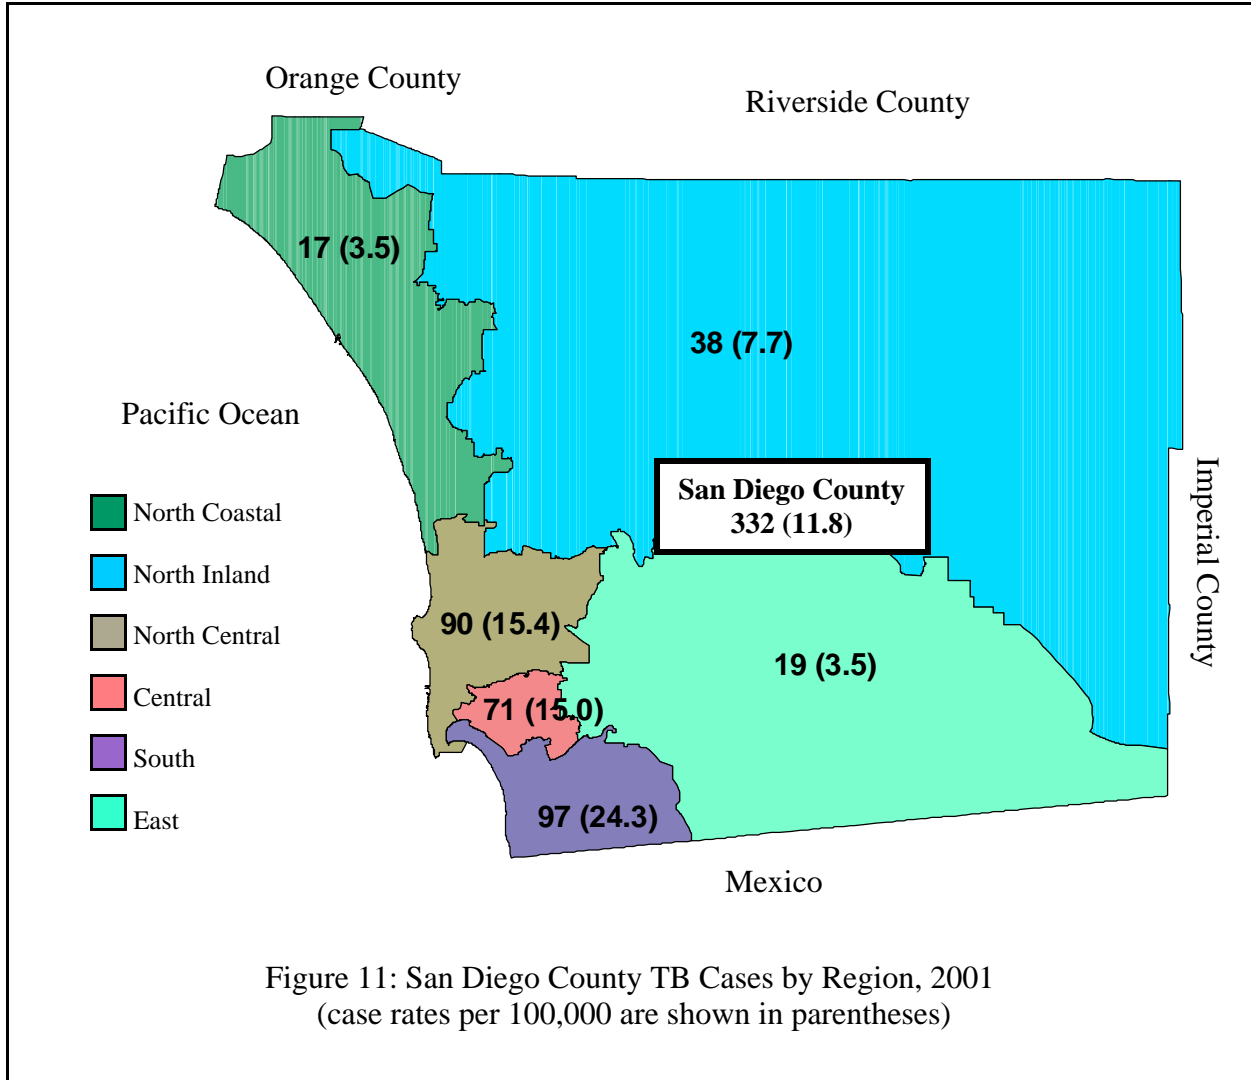 Orange County
Riverside County
17 (3.5)
38 (7.7)
Pacific Ocean
San Diego County
332 (11.8)
Imperial County
North Coastal
North Inland
North Central
Central
South
East
90 (15.4)
19 (3.5)
71 (15.0)
97 (24.3)
Mexico
Figure 11: San Diego County TB Cases by Region, 2001
(case rates per 100,000 are shown in parentheses)